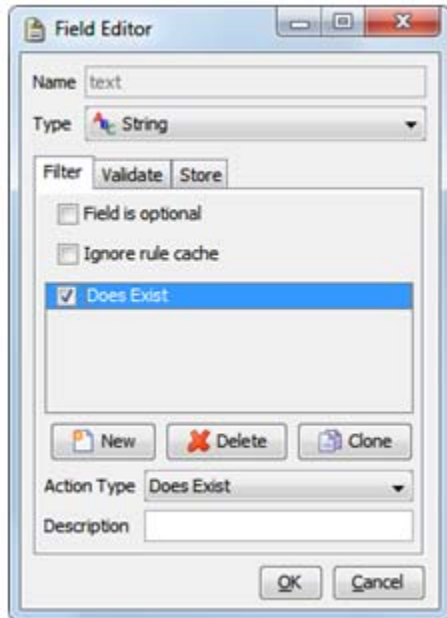 Field Editor
Name text
Type ABC String
Filter Validate Store
Field is optional
Ignore rule cache
Does Exist
New Delete Clone
Action Type Does Exist
Description
OK Cancel